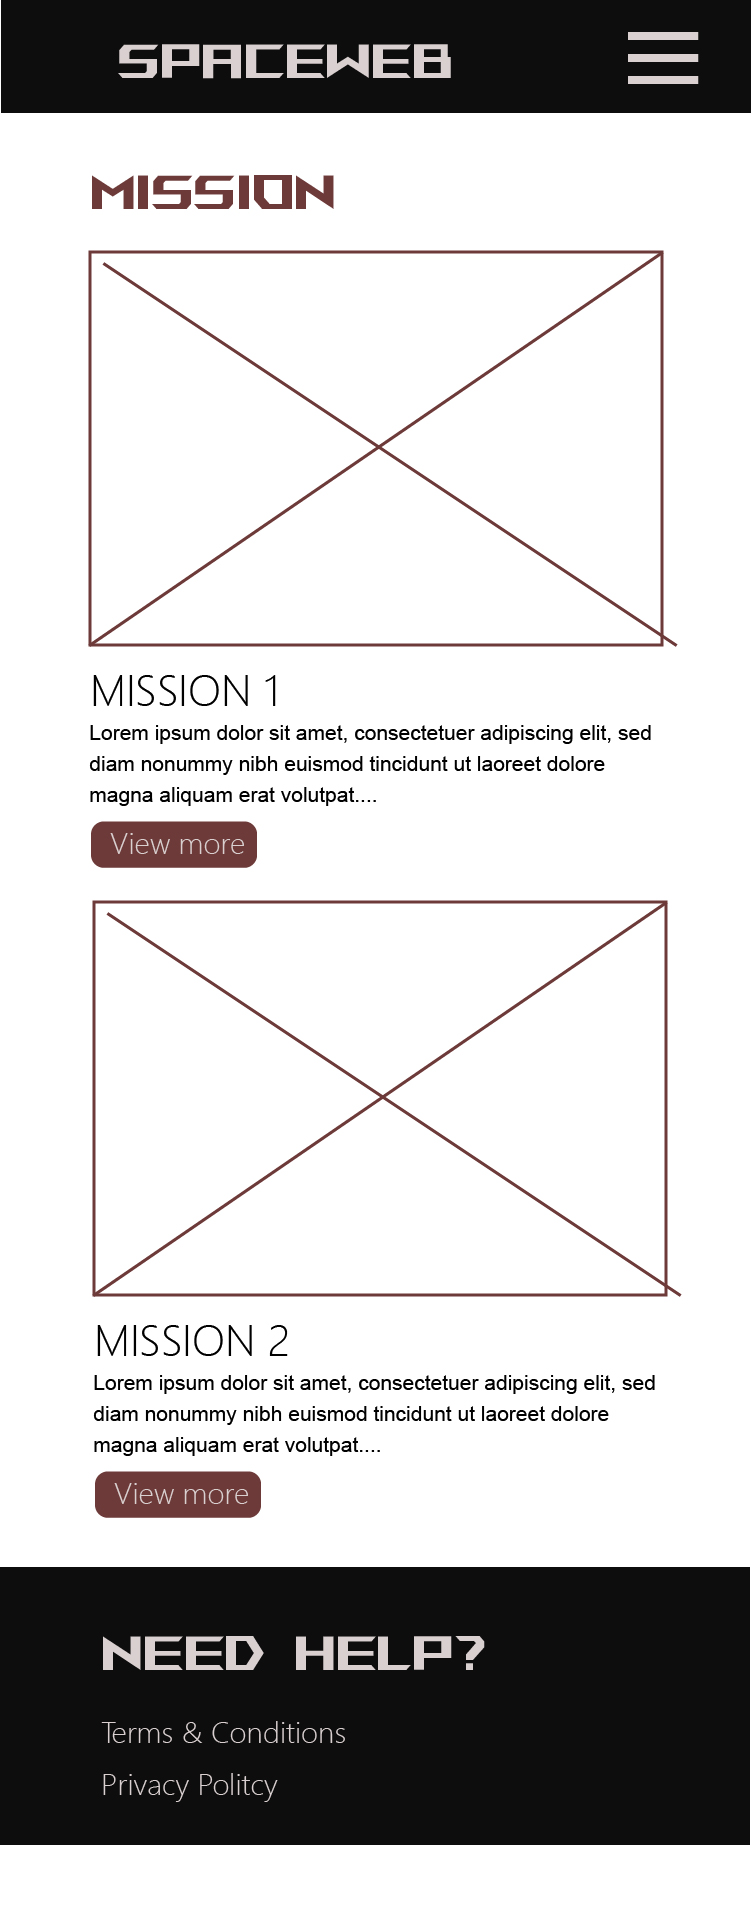 SPACEWEB
MISSION
MISSION 1
Lorem ipsum dolor sit amet, consectetuer adipiscing elit, sed
diam nonummy nibh euismod tincidunt ut laoreet dolore
magna aliquam erat volutpat....
View more
MISSION 2
Lorem ipsum dolor sit amet, consectetuer adipiscing elit, sed
diam nonummy nibh euismod tincidunt ut laoreet dolore
magna aliquam erat volutpat....
View more
NEED HELP?
Terms & Conditions
Privacy Politcy